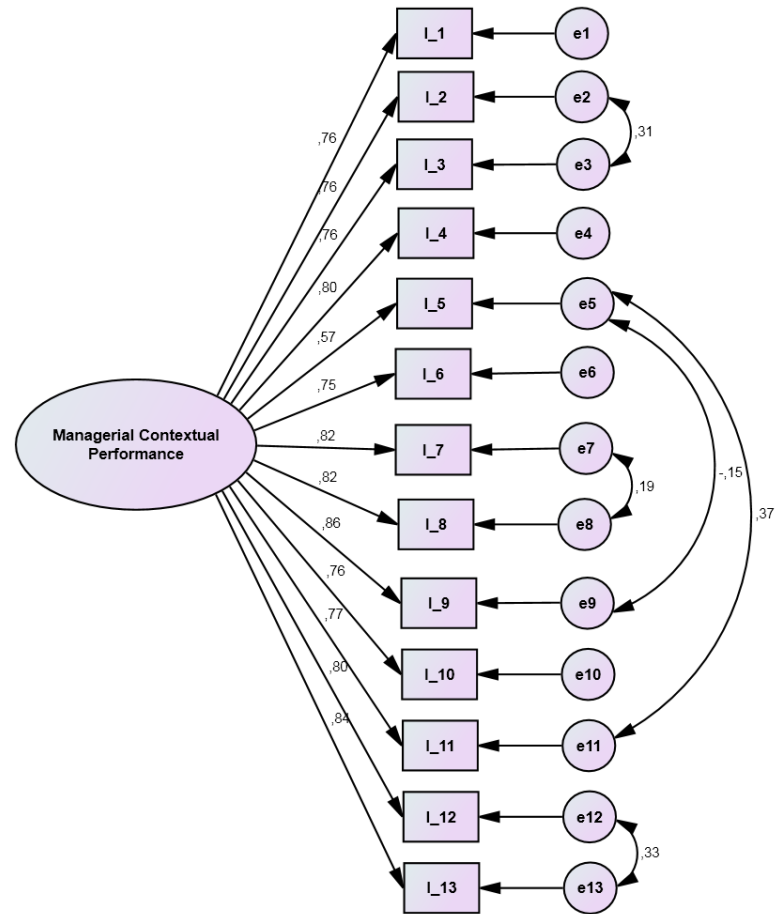 I_1
e1
I_2
e2
,31
,76
I_3
e3
,76
,76
I_4
e4
,80
I_5
e5
,57
I_6
e6
,75
Managerial Contextual
Performance
,82
I_7
e7
,82
,19
-,15
I_8
e8
,37
,86
,76
I_9
e9
,77
,80
I_10
e10
,84
I_11
e11
I_12
e12
,33
I_13
e13